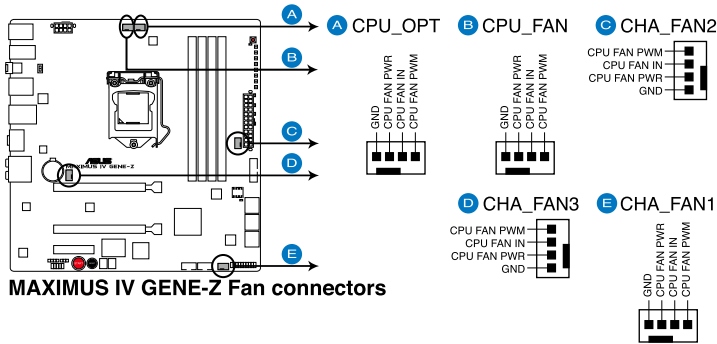 A
B
C
D
E
ASUS
MAXIMUS IV GENE-Z
MAXIMUS IV GENE-Z Fan connectors
A CPU_OPT
GND
CPU FAN PWR
CPU FAN IN
CPU FAN PWM
B CPU_FAN
GND
CPU FAN PWR
CPU FAN IN
CPU FAN PWM
C CHA_FAN2
CPU FAN PWM
CPU FAN IN
CPU FAN PWR
GND
D CHA_FAN3
CPU FAN PWM
CPU FAN IN
CPU FAN PWR
GND
E CHA_FAN1
GND
CPU FAN PWR
CPU FAN IN
CPU FAN PWM